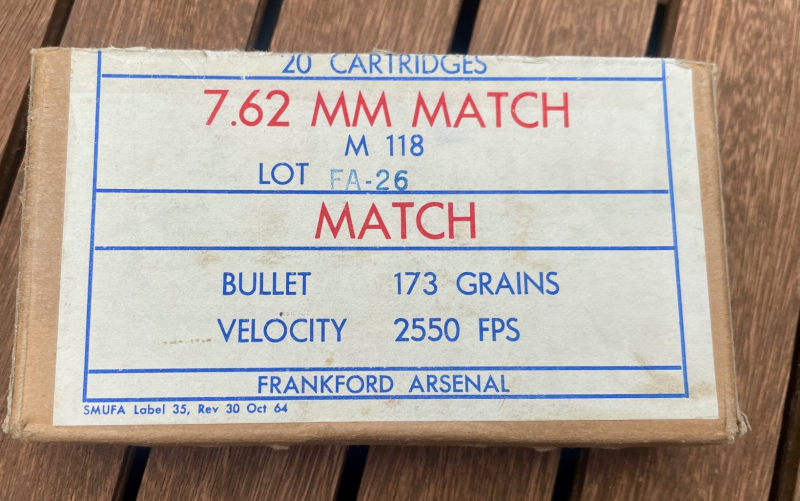 20 CARTRIDGES
7.62 MM MATCH
M 118
LOT FA-26
MATCH
BULLET 173 GRAINS
VELOCITY 2550 FPS
FRANKFORD ARSENAL
SMUFA Label 35, Rev 30 Oct 64